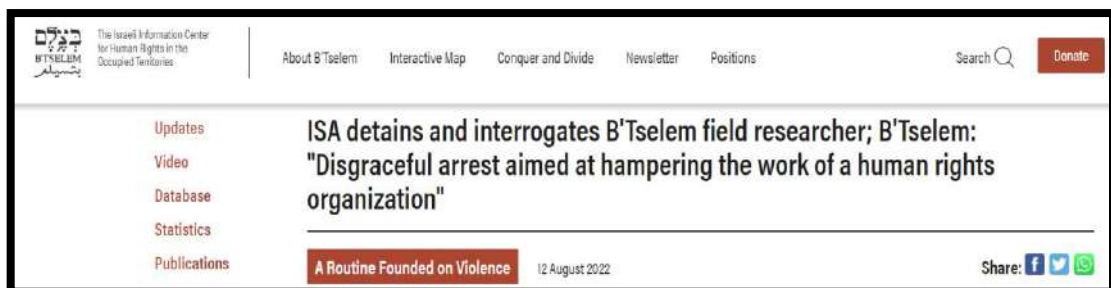 בצלם
B'TSELEM
بتسيلم
The Israeli Information Center
for Human Rights in the
Occupied Territories
About B'Tselem Interactive Map Conquer and Divide Newsletter Positions Search Donate
Updates
Video
Database
Statistics
Publications
ISA detains and interrogates B'Tselem field researcher; B'Tselem:
"Disgraceful arrest aimed at hampering the work of a human rights
organization"
A Routine Founded on Violence 12 August 2022 Share: